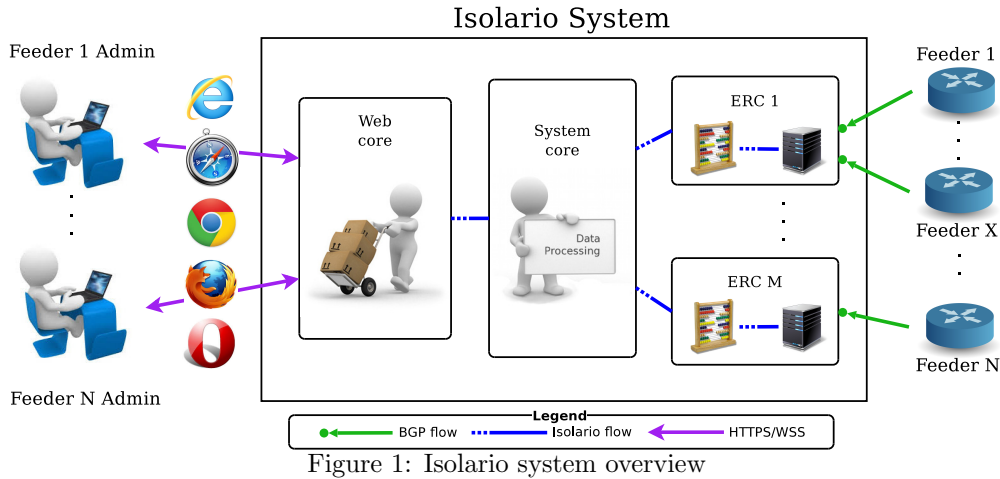 Isolario System
Feeder 1 Admin
Feeder N Admin
Web
core
System
core
Data
Processing
ERC 1
ERC M
Feeder 1
Feeder X
Feeder N
Legend
BGP flow
Isolario flow
HTTPS/WSS
Figure 1: Isolario system overview